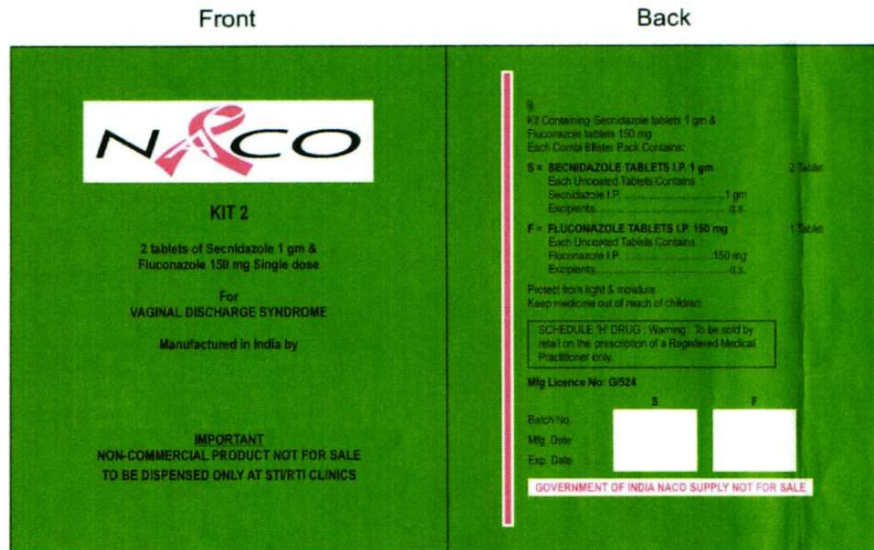 Front
NACO
KIT 2
2 tablets of Secnidazole 1 gm &
Fluconazole 150 mg Single dose
For
VAGINAL DISCHARGE SYNDROME
Manufactured in India by
IMPORTANT
NON-COMMERCIAL PRODUCT NOT FOR SALE
TO BE DISPENSED ONLY AT STI/RTI CLINICS
Back
Kit Containing Secnidazole tablets 1 gm &
Fluconazole tablets 150 mg
Each Combi Blister Pack Contains:
S = SECNIDAZOLE TABLETS I.P. 1 gm 2 Tablet
Each Uncoated Tablets Contains
Secnidazole I.P. ..............................1 gm
Excipients......................................q.s.
F = FLUCONAZOLE TABLETS I.P. 150 mg 1 Tablet
Each Uncoated Tablets Contains
Fluconazole I.P. ...........................150 mg
Excipients......................................q.s.
Protect from light & moisture
Keep medicine out of reach of children
SCHEDULE 'H' DRUG : Warning : To be sold by
retail on the prescription of a Registered Medical
Practitioner only.
Mfg Licence No: G/524
S F
Batch No.
Mfg. Date
Exp. Date
GOVERNMENT OF INDIA NACO SUPPLY NOT FOR SALE